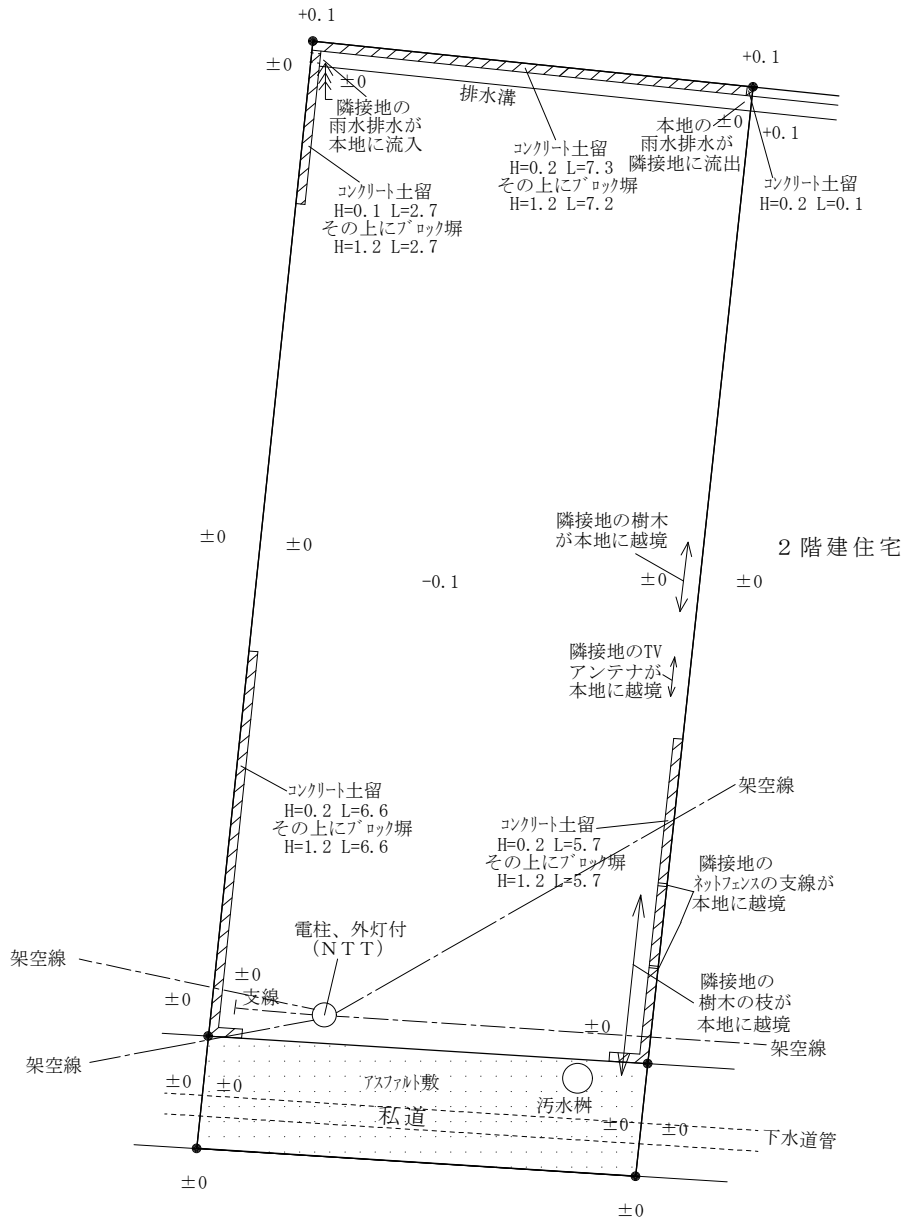 +0.1
±0
+0.1
±0
排水溝
隣接地の
雨水排水が
本地に流入
本地の
雨水排水が
隣接地に流出
±0
+0.1
コンクリート土留
H=0.2 L=7.3
その上にブロック塀
H=1.2 L=7.2
コンクリート土留
H=0.1 L=2.7
その上にブロック塀
H=1.2 L=2.7
コンクリート土留
H=0.2 L=0.1
隣接地の樹木
が本地に越境
±0
±0
２階建住宅
-0.1
±0
±0
隣接地のTV
アンテナが
本地に越境
コンクリート土留
H=0.2 L=6.6
その上にブロック塀
H=1.2 L=6.6
架空線
コンクリート土留
H=0.2 L=5.7
その上にブロック塀
H=1.2 L=5.7
隣接地の
ネットフェンスの支線が
本地に越境
電柱、外灯付
(ＮＴＴ)
架空線
±0
±0
支線
隣接地の
樹木の枝が
本地に越境
±0
架空線
架空線
±0
±0
アスファルト敷
汚水桝
私道
±0
±0
下水道管
±0
±0